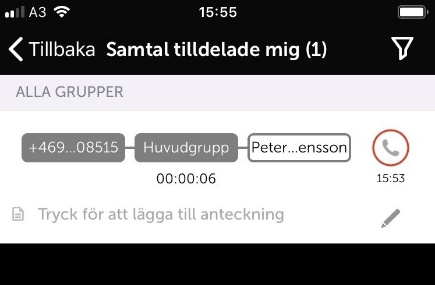 A3 15:55
Tillbaka Samtal tilldelade mig (1)
ALLA GRUPPER
+469...08515 Huvudgrupp Peter...ensson
00:00:06 15:53
Tryck för att lägga till anteckning